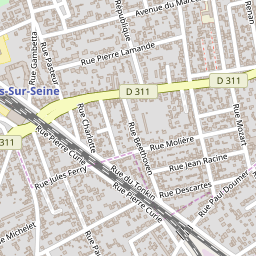 Avenue du Maré
République
Renan
Rue Gambetta
Rue Pasteur
Rue Pierre Lamande
D 311
s-Sur-Seine
D 311
Rue Charlotte
Rue Beethoven
Rue Mozart
Rue Pierre Curie
Rue Molière
311
Rue Jean Racine
Rue Jules Ferry
Rue du Tonkin
Rue Pierre Curie
Rue Descartes
Rue Paul Doumer
Michelet
Rue Pa